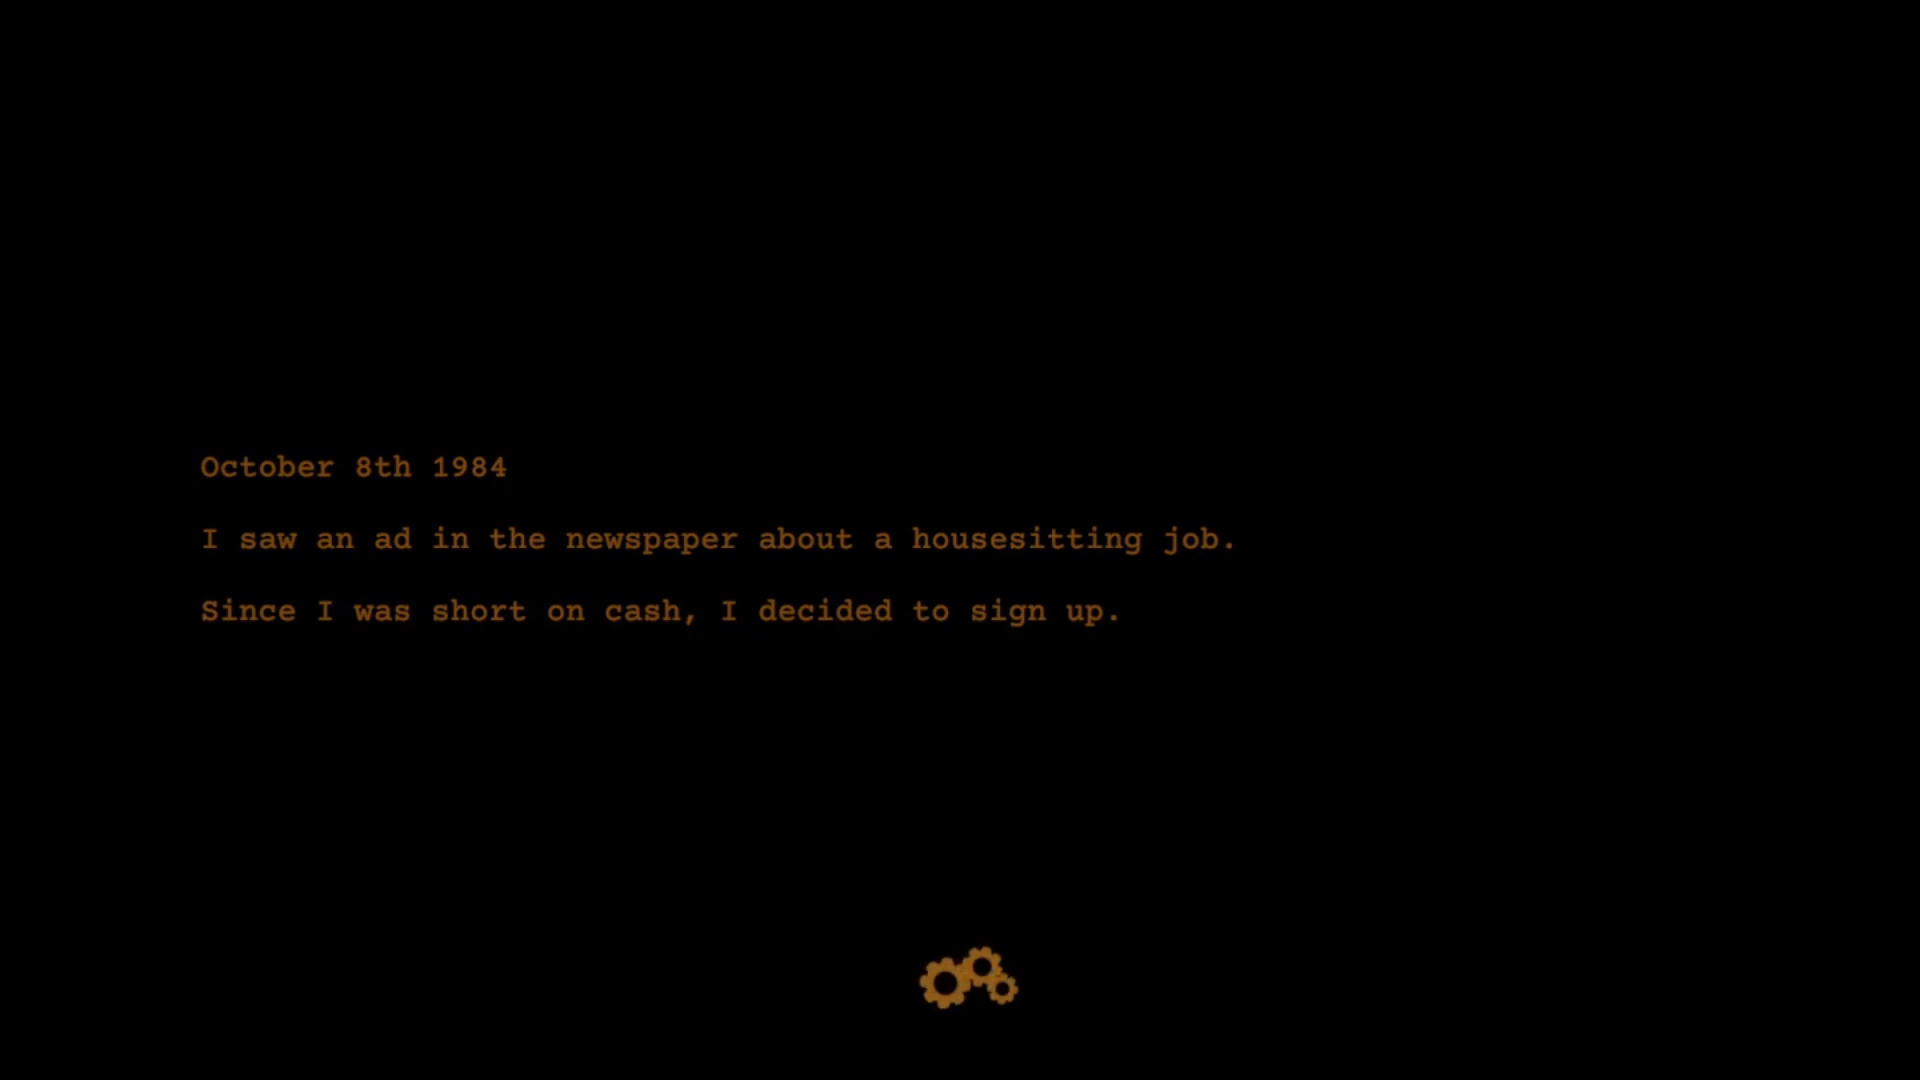 October 8th 1984
I saw an ad in the newspaper about a housesitting job.
Since I was short on cash, I decided to sign up.